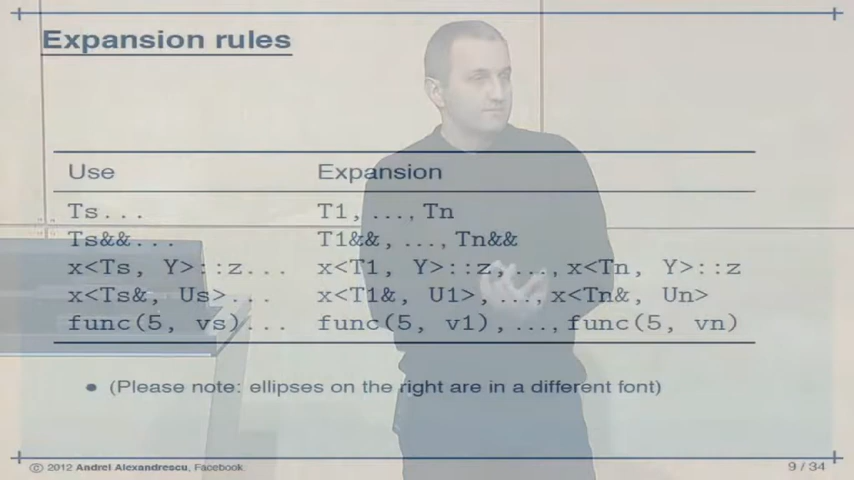 Expansion rules
Use Expansion
Ts... T1, ..., Tn
Ts&&... T1&&, ..., Tn&&
x<Ts, Y>::z... x<T1, Y>::z, ..., x<Tn, Y>::z
x<Ts&, Us>... x<T1&, U1>, ..., x<Tn&, Un>
func(5, vs)... func(5, v1), ..., func(5, vn)
• (Please note: ellipses on the right are in a different font)
© 2012 Andrei Alexandrescu, Facebook. 9 / 34